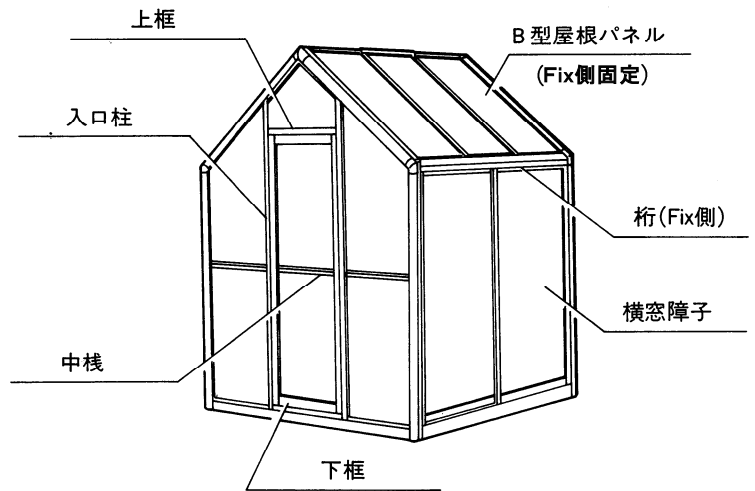 上框
B型屋根パネル
(Fix側固定)
入口柱
桁(Fix側)
横窓障子
中桟
下框